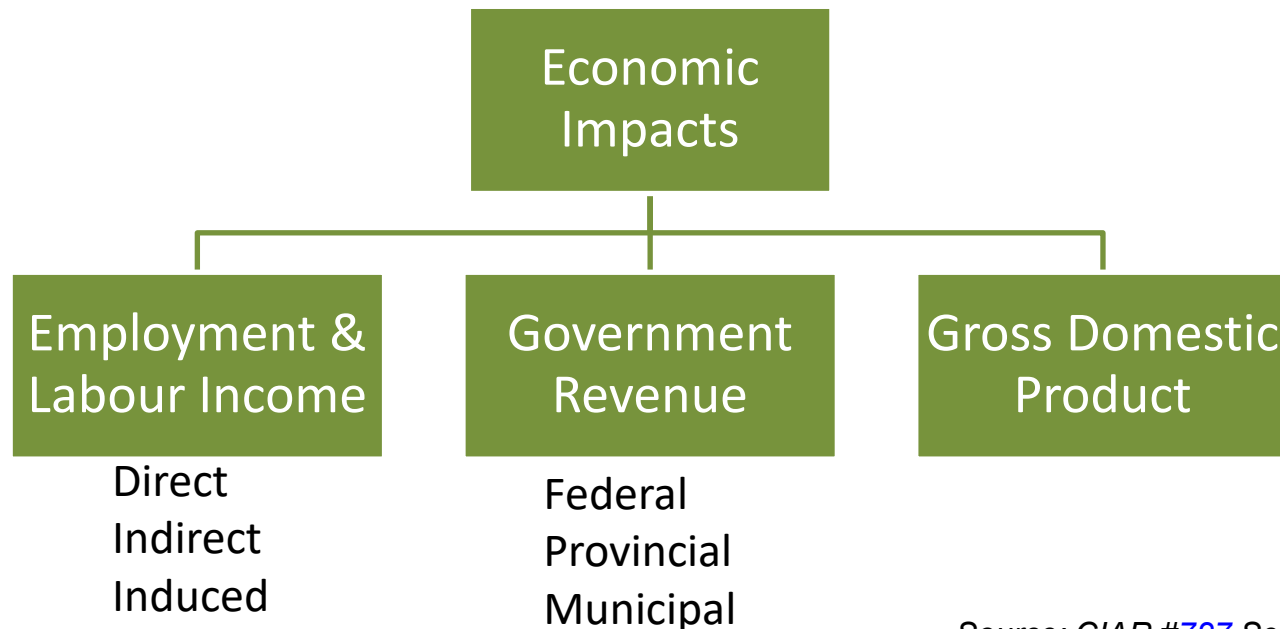 Economic
Impacts
Employment &
Labour Income
Government
Revenue
Gross Domestic
Product
Direct
Indirect
Induced
Federal
Provincial
Municipal